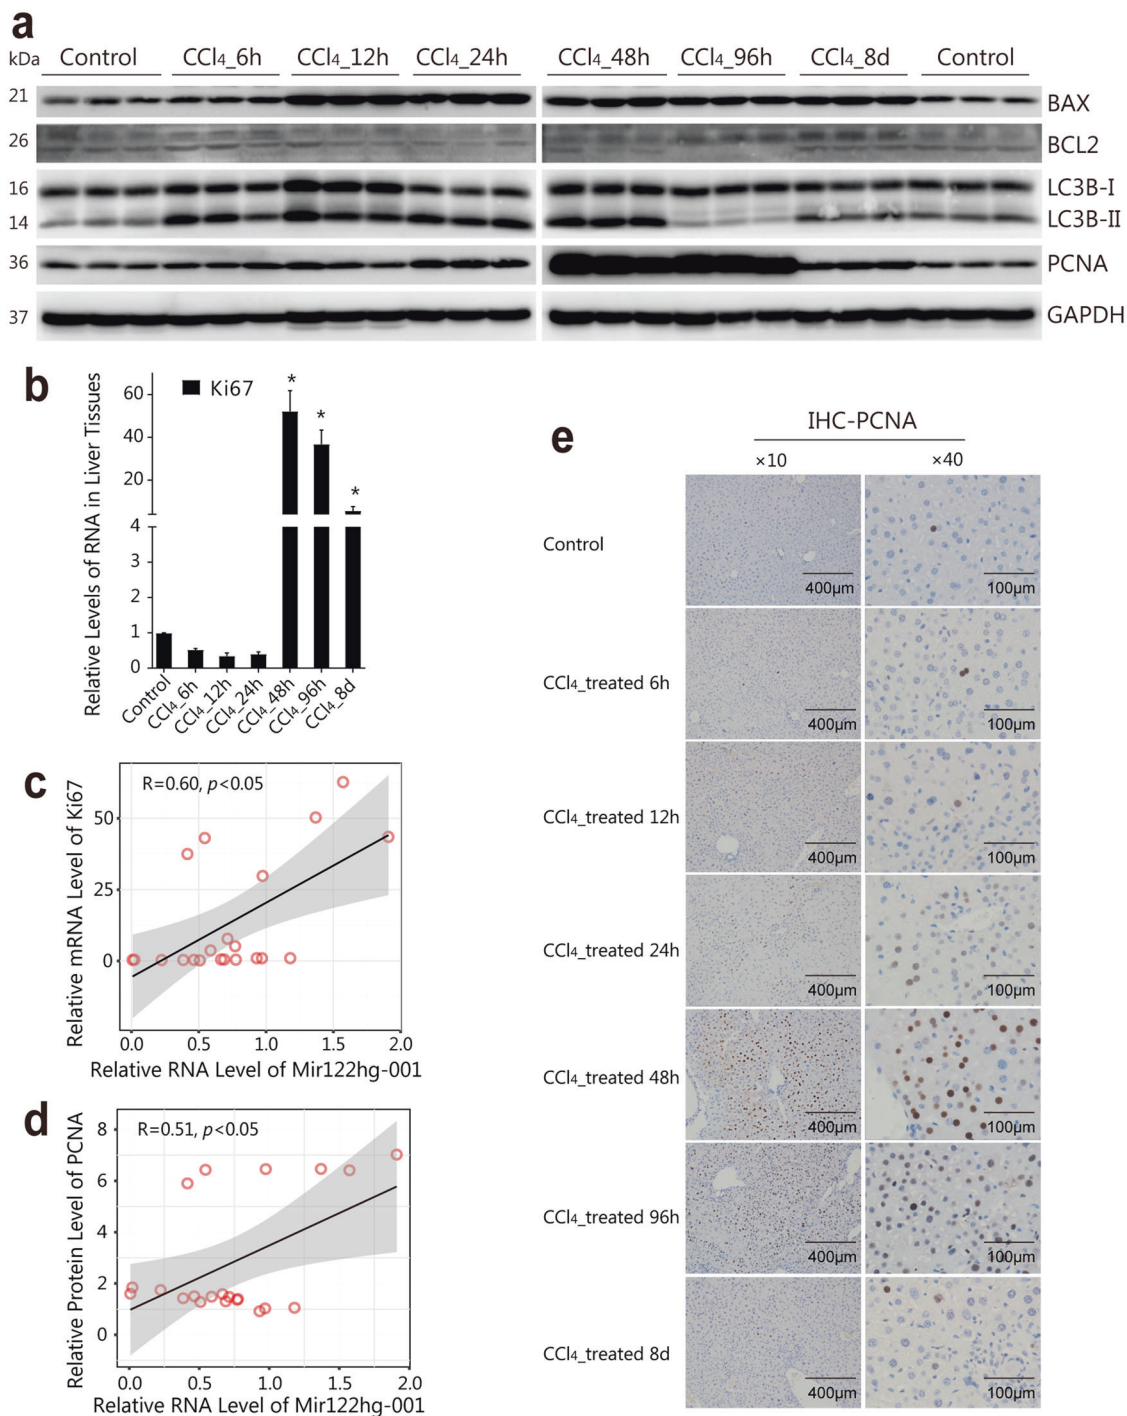 a
kDa Control CCl₄_6h CCl₄_12h CCl₄_24h CCl₄_48h CCl₄_96h CCl₄_8d Control
21 BAX
26 BCL2
16 LC3B-I
14 LC3B-II
36 PCNA
37 GAPDH
b
Relative Levels of RNA in Liver Tissues
Ki67
60
40
20
4
3
2
1
0
* * *
Control CCl₄_6h CCl₄_12h CCl₄_24h CCl₄_48h CCl₄_96h CCl₄_8d
c
R=0.60, p<0.05
Relative mRNA Level of Ki67
50
25
0
0.0 0.5 1.0 1.5 2.0
Relative RNA Level of Mir122hg-001
d
R=0.51, p<0.05
Relative Protein Level of PCNA
8
6
4
2
0
0.0 0.5 1.0 1.5 2.0
Relative RNA Level of Mir122hg-001
e
IHC-PCNA
×10 ×40
Control
400μm 100μm
CCl₄_treated 6h
400μm 100μm
CCl₄_treated 12h
400μm 100μm
CCl₄_treated 24h
400μm 100μm
CCl₄_treated 48h
400μm 100μm
CCl₄_treated 96h
400μm 100μm
CCl₄_treated 8d
400μm 100μm